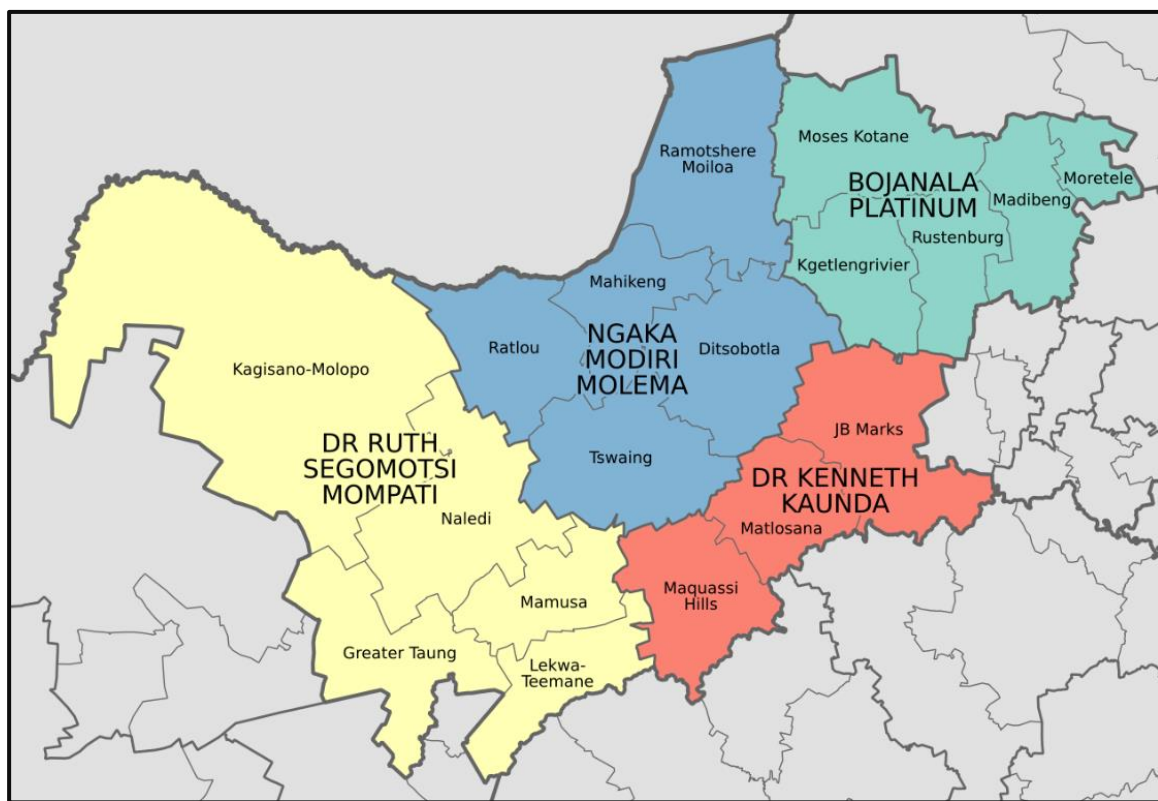 Ramotshere
Moiloa
Moses Kotane
BOJANALA
PLATINUM
Moretele
Madibeng
Rustenburg
Kgetlengrivier
Mahikeng
NGAKA
MODIRI
MOLEMA
Ratlou
Ditsobotla
Tswaing
Kagisano-Molopo
DR RUTH
SEGOMOTSI
MOMPATI
Naledi
JB Marks
DR KENNETH
KAUNDA
Matlosana
Maquassi
Hills
Mamusa
Greater Taung
Lekwa-
Teemane